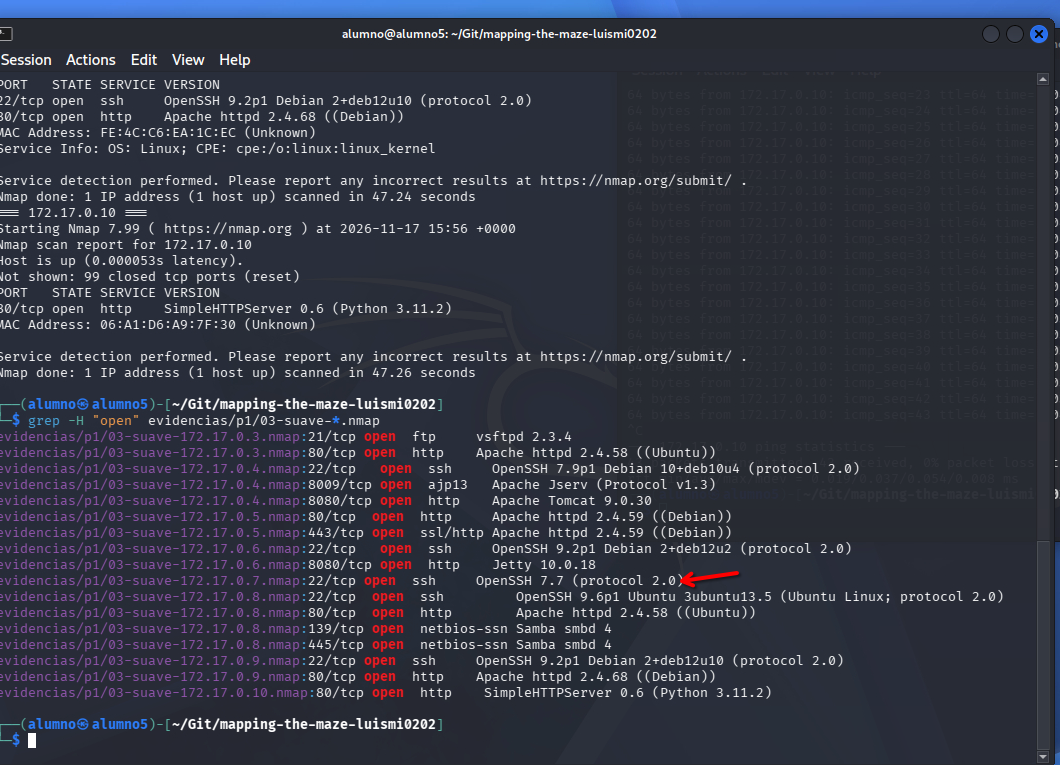 alumno@alumno5: ~/Git/mapping-the-maze-luismi0202
Session Actions Edit View Help
PORT   STATE SERVICE VERSION
22/tcp open  ssh     OpenSSH 9.2p1 Debian 2+deb12u10 (protocol 2.0)
80/tcp open  http    Apache httpd 2.4.68 ((Debian))
MAC Address: FE:4C:C6:EA:1C:EC (Unknown)
Service Info: OS: Linux; CPE: cpe:/o:linux:linux_kernel
Service detection performed. Please report any incorrect results at https://nmap.org/submit/ .
Nmap done: 1 IP address (1 host up) scanned in 47.24 seconds
=== 172.17.0.10 ===
Starting Nmap 7.99 ( https://nmap.org ) at 2026-11-17 15:56 +0000
Nmap scan report for 172.17.0.10
Host is up (0.000053s latency).
Not shown: 99 closed tcp ports (reset)
PORT   STATE SERVICE VERSION
80/tcp open  http    SimpleHTTPServer 0.6 (Python 3.11.2)
MAC Address: 06:A1:D6:A9:7F:30 (Unknown)
Service detection performed. Please report any incorrect results at https://nmap.org/submit/ .
Nmap done: 1 IP address (1 host up) scanned in 47.26 seconds
┌──(alumno㉿alumno5)-[~/Git/mapping-the-maze-luismi0202]
└─$ grep -H "open" evidencias/p1/03-suave-*.nmap
evidencias/p1/03-suave-172.17.0.3.nmap:21/tcp open  ftp     vsftpd 2.3.4
evidencias/p1/03-suave-172.17.0.3.nmap:80/tcp open  http    Apache httpd 2.4.58 ((Ubuntu))
evidencias/p1/03-suave-172.17.0.4.nmap:22/tcp   open  ssh     OpenSSH 7.9p1 Debian 10+deb10u4 (protocol 2.0)
evidencias/p1/03-suave-172.17.0.4.nmap:8009/tcp open  ajp13   Apache Jserv (Protocol v1.3)
evidencias/p1/03-suave-172.17.0.4.nmap:8080/tcp open  http    Apache Tomcat 9.0.30
evidencias/p1/03-suave-172.17.0.5.nmap:80/tcp  open  http     Apache httpd 2.4.59 ((Debian))
evidencias/p1/03-suave-172.17.0.5.nmap:443/tcp open  ssl/http Apache httpd 2.4.59 ((Debian))
evidencias/p1/03-suave-172.17.0.6.nmap:22/tcp   open  ssh     OpenSSH 9.2p1 Debian 2+deb12u2 (protocol 2.0)
evidencias/p1/03-suave-172.17.0.6.nmap:8080/tcp open  http    Jetty 10.0.18
evidencias/p1/03-suave-172.17.0.7.nmap:22/tcp open  ssh     OpenSSH 7.7 (protocol 2.0)
evidencias/p1/03-suave-172.17.0.8.nmap:22/tcp  open  ssh         OpenSSH 9.6p1 Ubuntu 3ubuntu13.5 (Ubuntu Linux; protocol 2.0)
evidencias/p1/03-suave-172.17.0.8.nmap:80/tcp  open  http        Apache httpd 2.4.58 ((Ubuntu))
evidencias/p1/03-suave-172.17.0.8.nmap:139/tcp open  netbios-ssn Samba smbd 4
evidencias/p1/03-suave-172.17.0.8.nmap:445/tcp open  netbios-ssn Samba smbd 4
evidencias/p1/03-suave-172.17.0.9.nmap:22/tcp open  ssh     OpenSSH 9.2p1 Debian 2+deb12u10 (protocol 2.0)
evidencias/p1/03-suave-172.17.0.9.nmap:80/tcp open  http    Apache httpd 2.4.68 ((Debian))
evidencias/p1/03-suave-172.17.0.10.nmap:80/tcp open  http    SimpleHTTPServer 0.6 (Python 3.11.2)
┌──(alumno㉿alumno5)-[~/Git/mapping-the-maze-luismi0202]
└─$